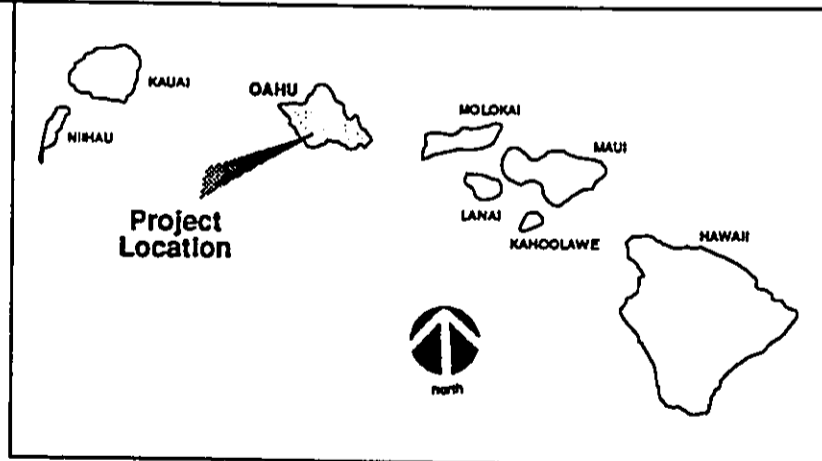 KAUAI
NIIHAU
OAHU
Project
Location
MOLOKAI
MAUI
LANAI
KAHOOLAWE
HAWAII
north